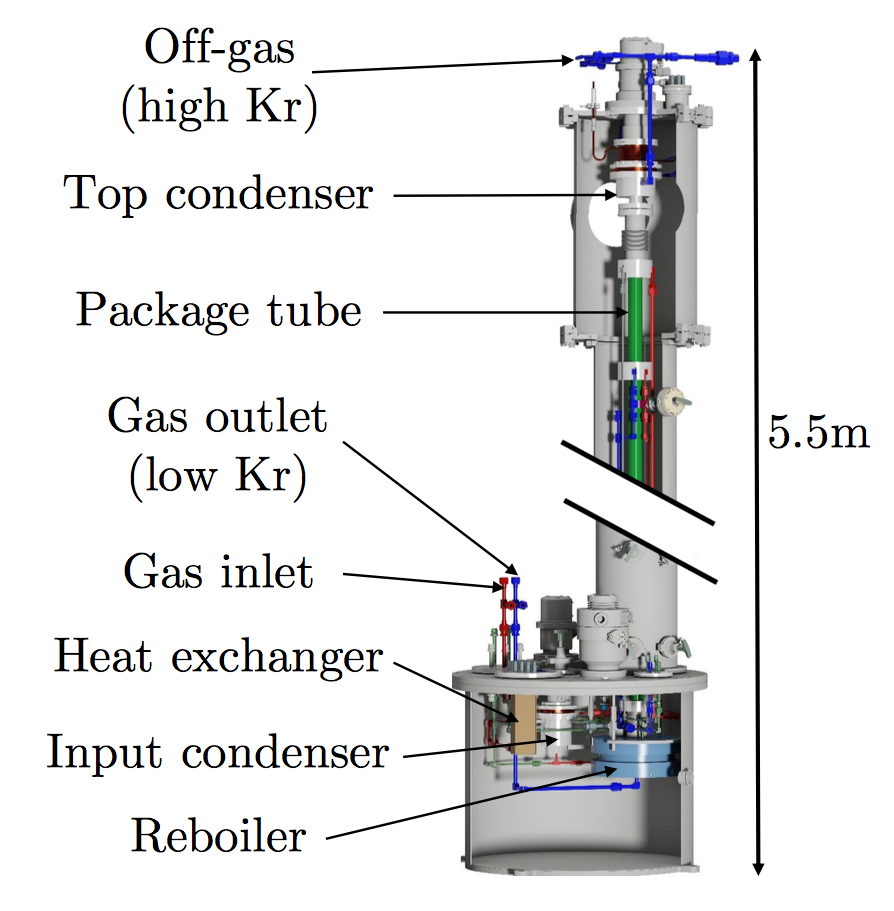 Off-gas
(high Kr)
Top condenser
Package tube
Gas outlet
(low Kr)
5.5m
Gas inlet
Heat exchanger
Input condenser
Reboiler